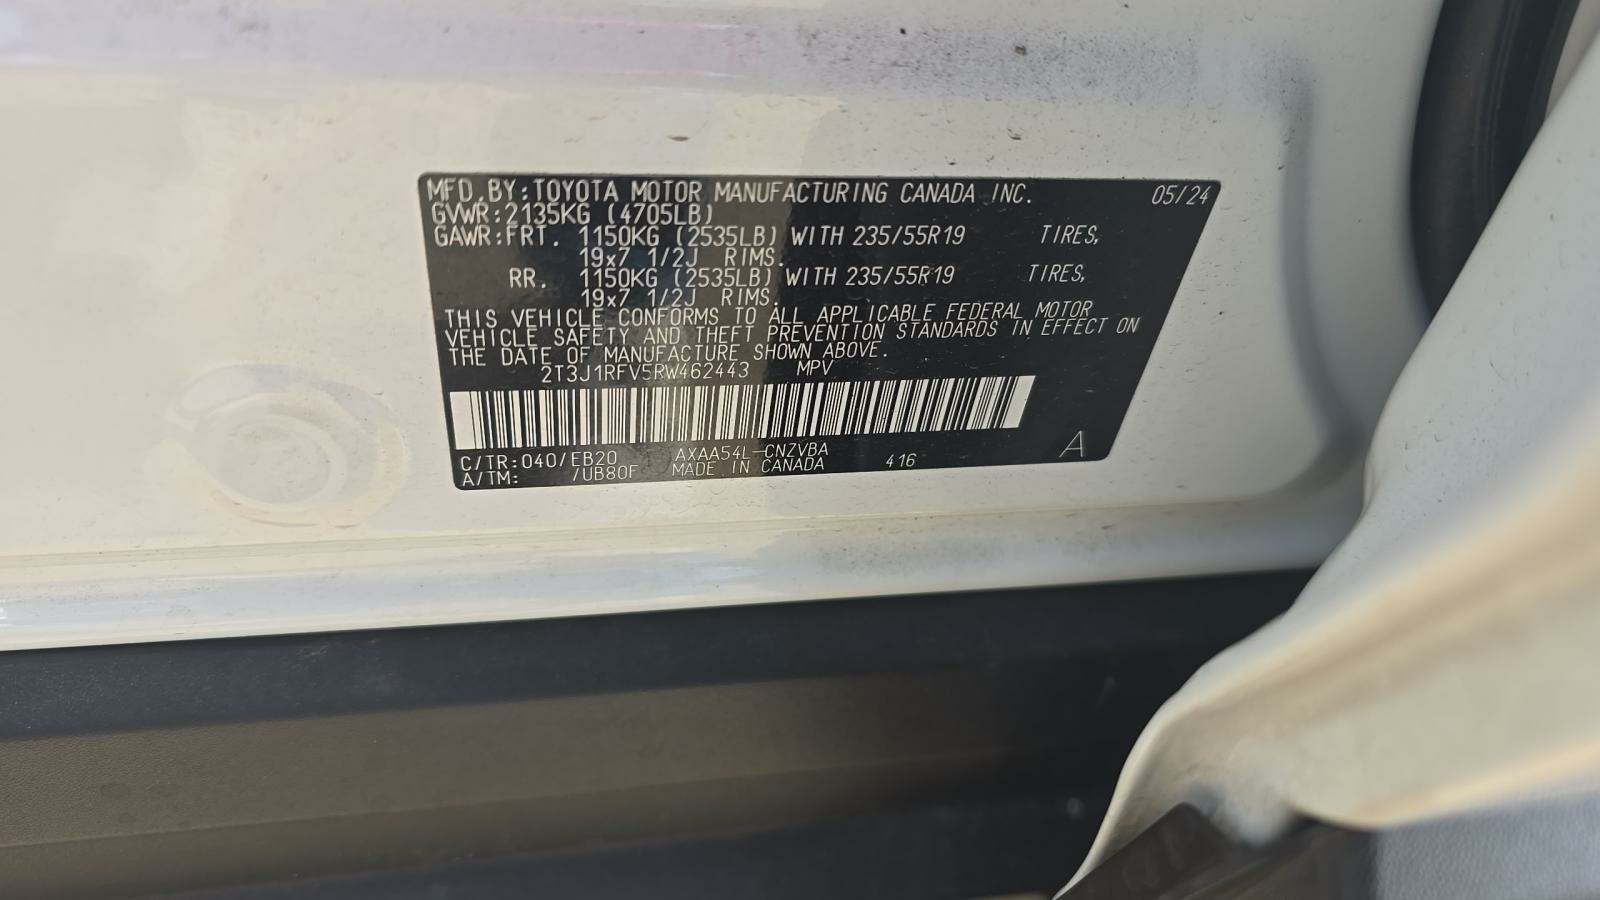 MFD.BY:TOYOTA MOTOR MANUFACTURING CANADA INC. 05/24
GVWR:2135KG (4705LB)
GAWR:FRT. 1150KG (2535LB) WITH 235/55R19 TIRES,
19x7 1/2J RIMS.
RR. 1150KG (2535LB) WITH 235/55R19 TIRES,
19x7 1/2J RIMS.
THIS VEHICLE CONFORMS TO ALL APPLICABLE FEDERAL MOTOR
VEHICLE SAFETY AND THEFT PREVENTION STANDARDS IN EFFECT ON
THE DATE OF MANUFACTURE SHOWN ABOVE.
2T3J1RFV5RW462443 MPV
C/TR:040/EB20 AXAA54L-CNZVBA
A/TM: /UB80F MADE IN CANADA 416 A